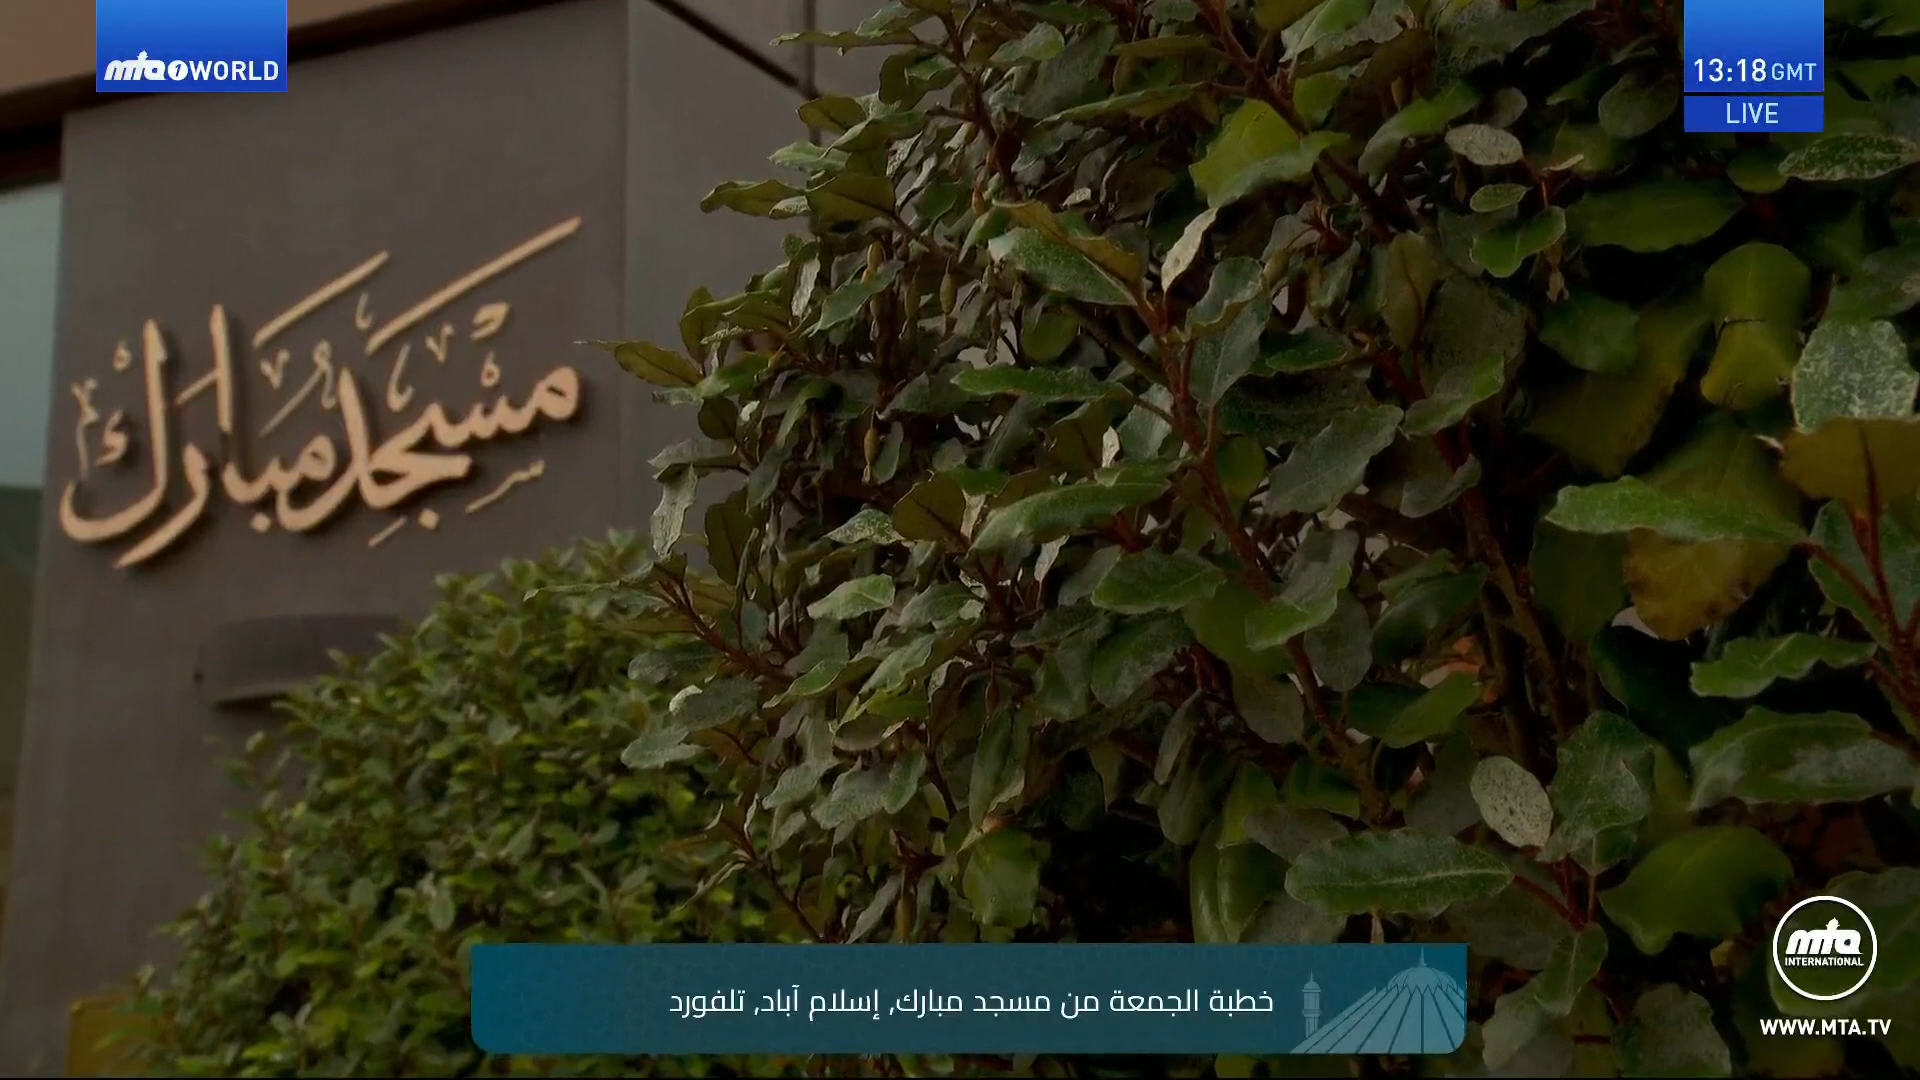 mta1 WORLD
13:18 GMT
LIVE
مسجد مبارك
خطبة الجمعة من مسجد مبارك, إسلام آباد, تلفورد
mta
INTERNATIONAL
WWW.MTA.TV